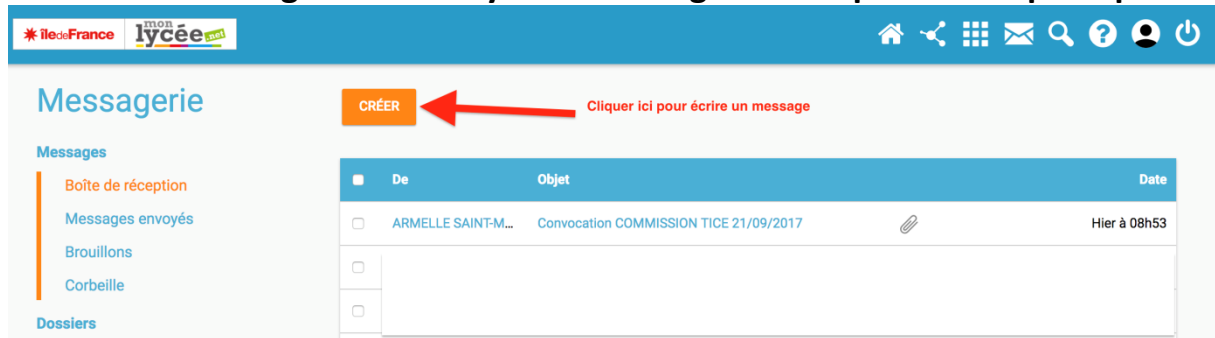 îledeFrance mon lycée.net
Messagerie
CRÉER
Cliquer ici pour écrire un message
Messages
Boîte de réception
Messages envoyés
Brouillons
Corbeille
Dossiers
De Objet Date
ARMELLE SAINT-M... Convocation COMMISSION TICE 21/09/2017 Hier à 08h53